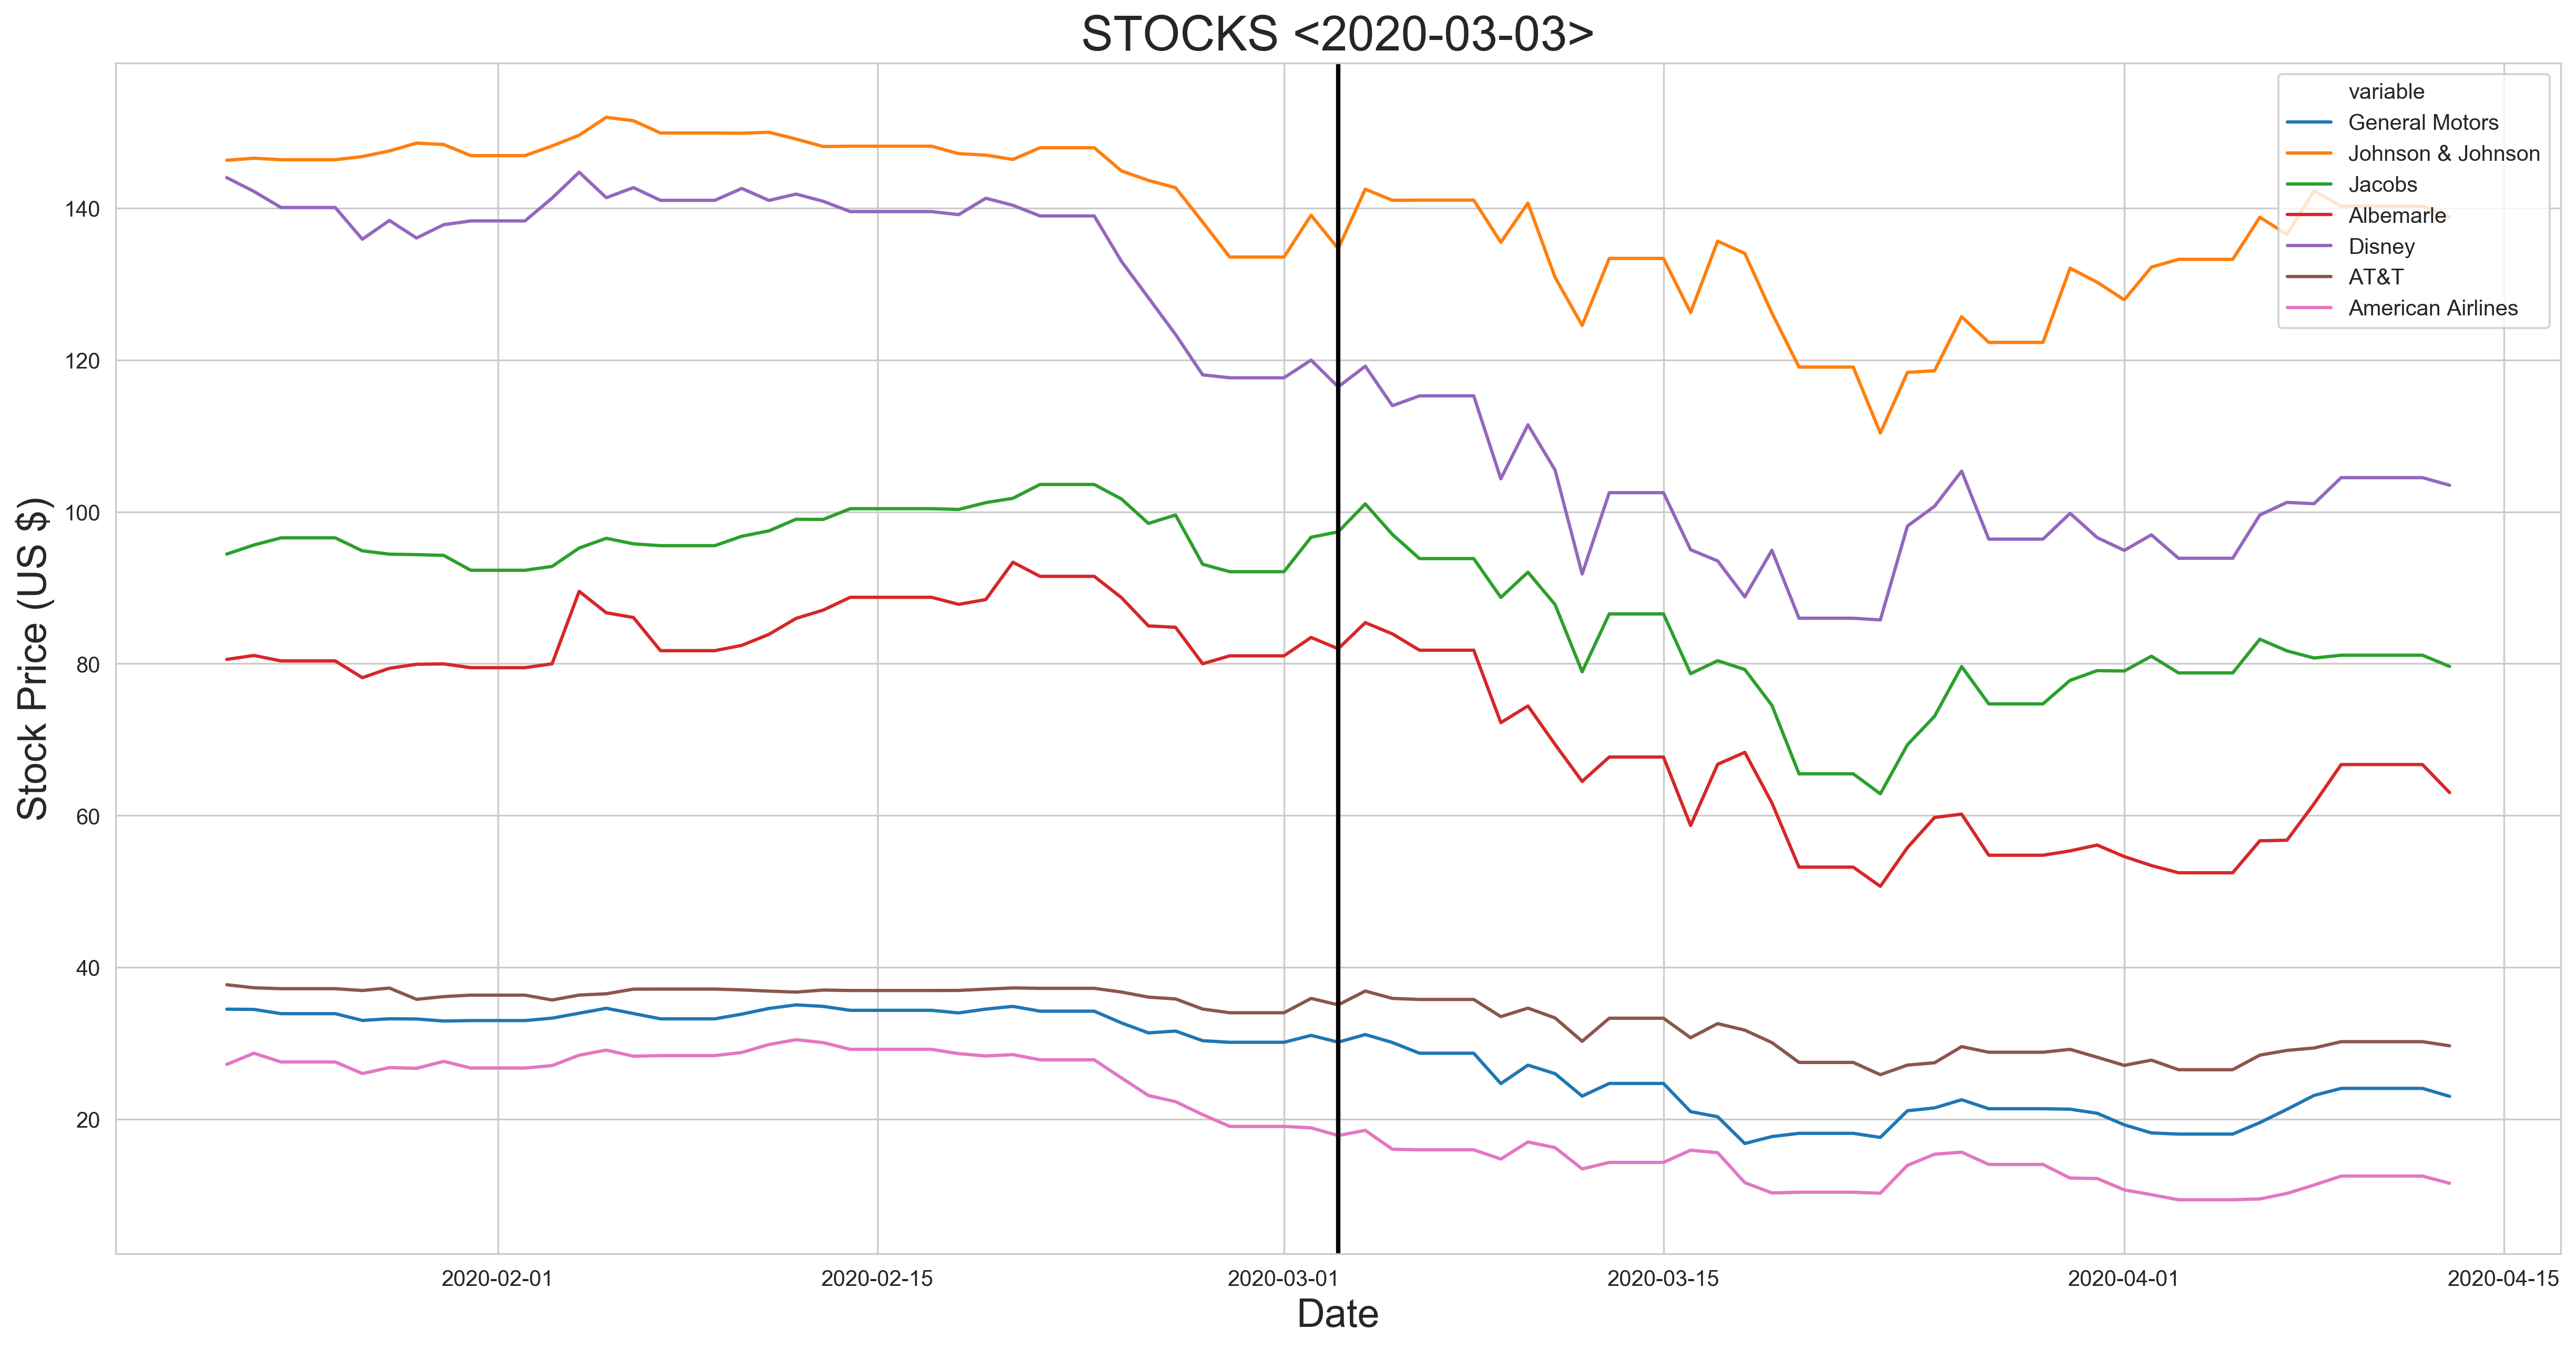 STOCKS <2020-03-03>
variable
General Motors
Johnson & Johnson
Jacobs
Albemarle
Disney
AT&T
American Airlines
Stock Price (US $)
140
120
100
80
60
40
20
2020-02-01
2020-02-15
2020-03-01
2020-03-15
2020-04-01
2020-04-15
Date